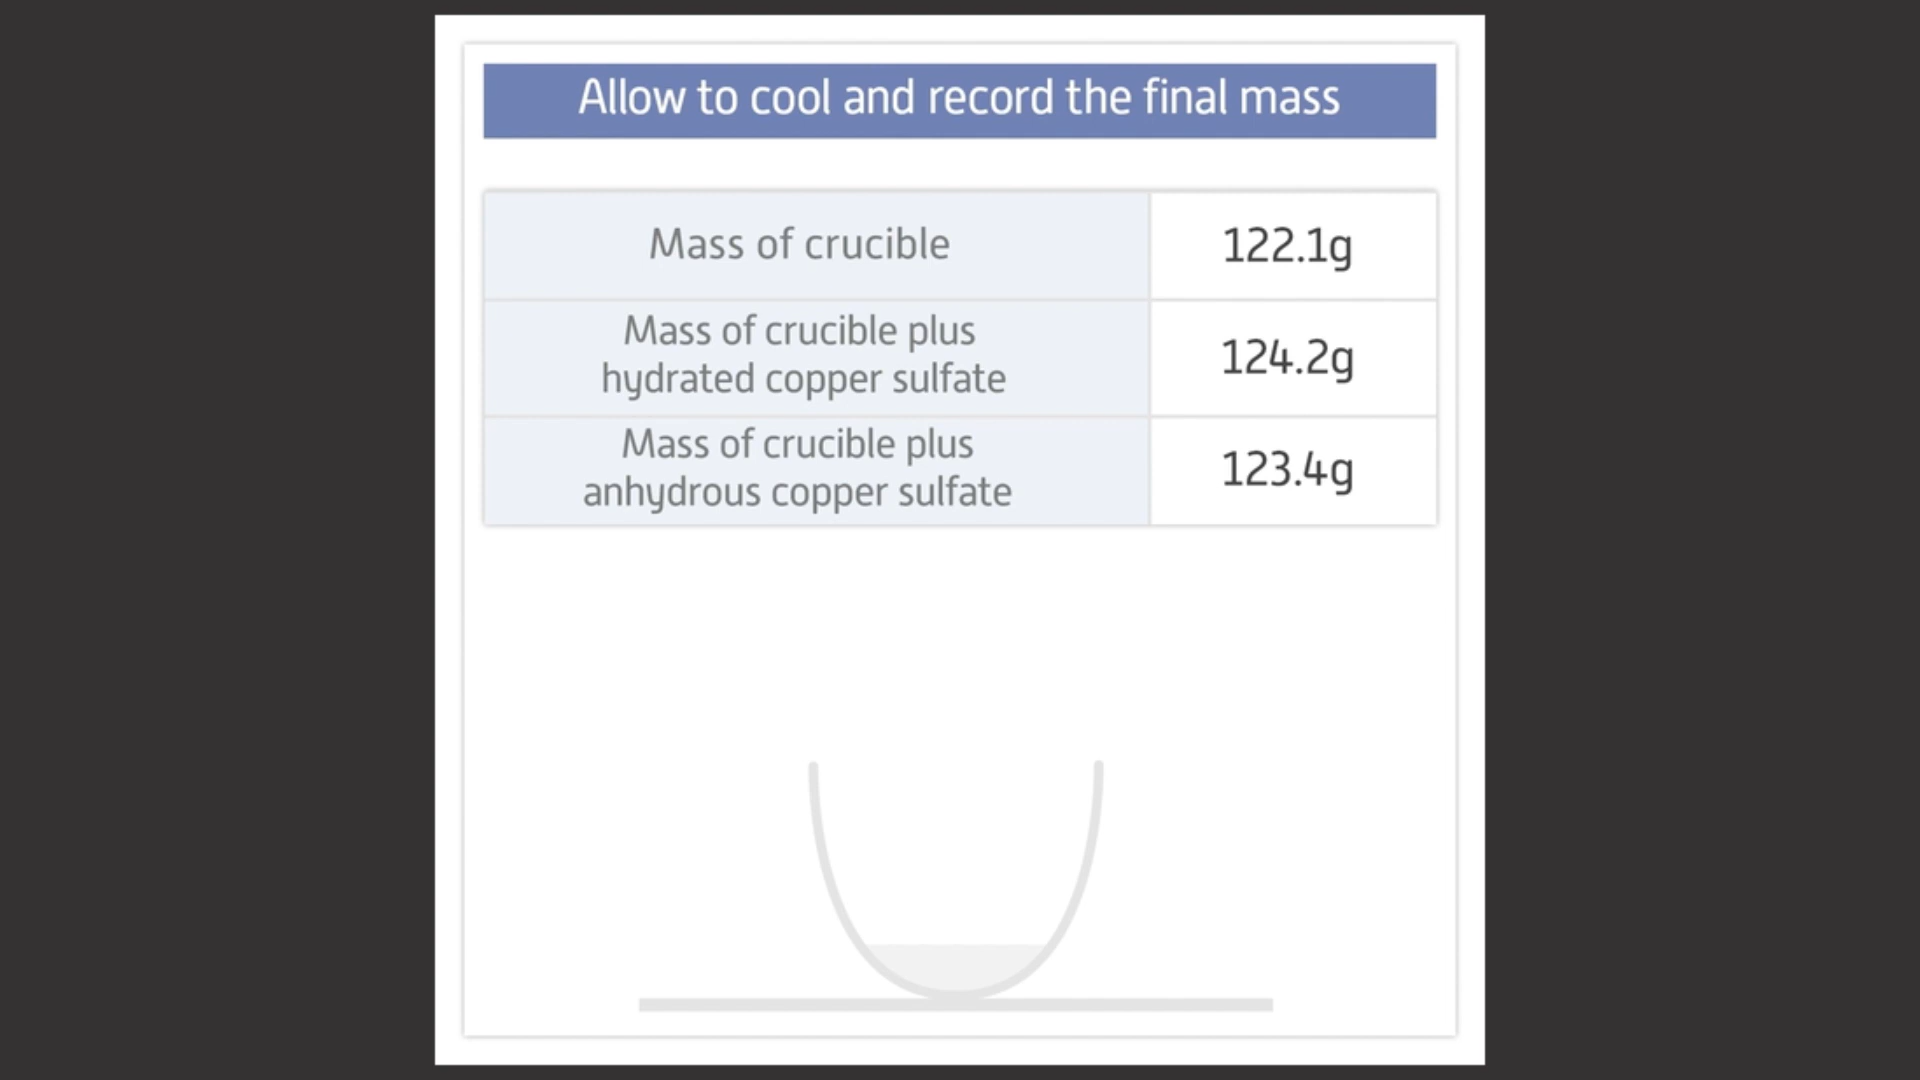 Allow to cool and record the final mass
Mass of crucible
122.1g
Mass of crucible plus
hydrated copper sulfate
124.2g
Mass of crucible plus
anhydrous copper sulfate
123.4g